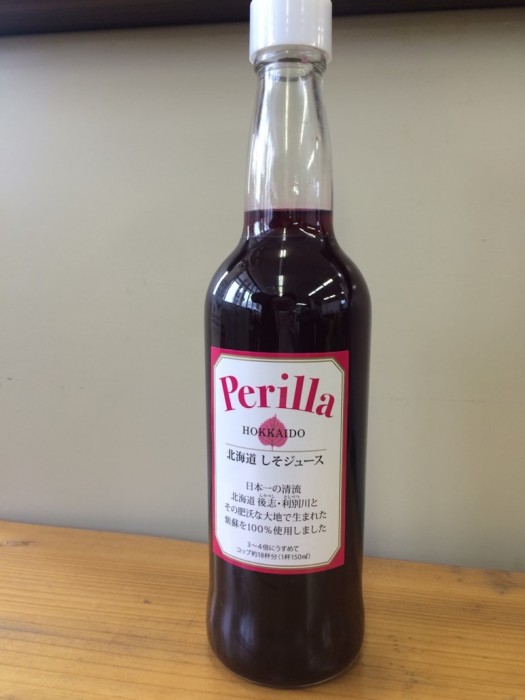 Perilla
HOKKAIDO
北海道 しそジュース
日本一の清流
北海道 後志・利別川と
その肥沃な大地で生まれた
紫蘇を100%使用しました
3〜4倍にうすめて
コップ約18杯分(1杯150ml)